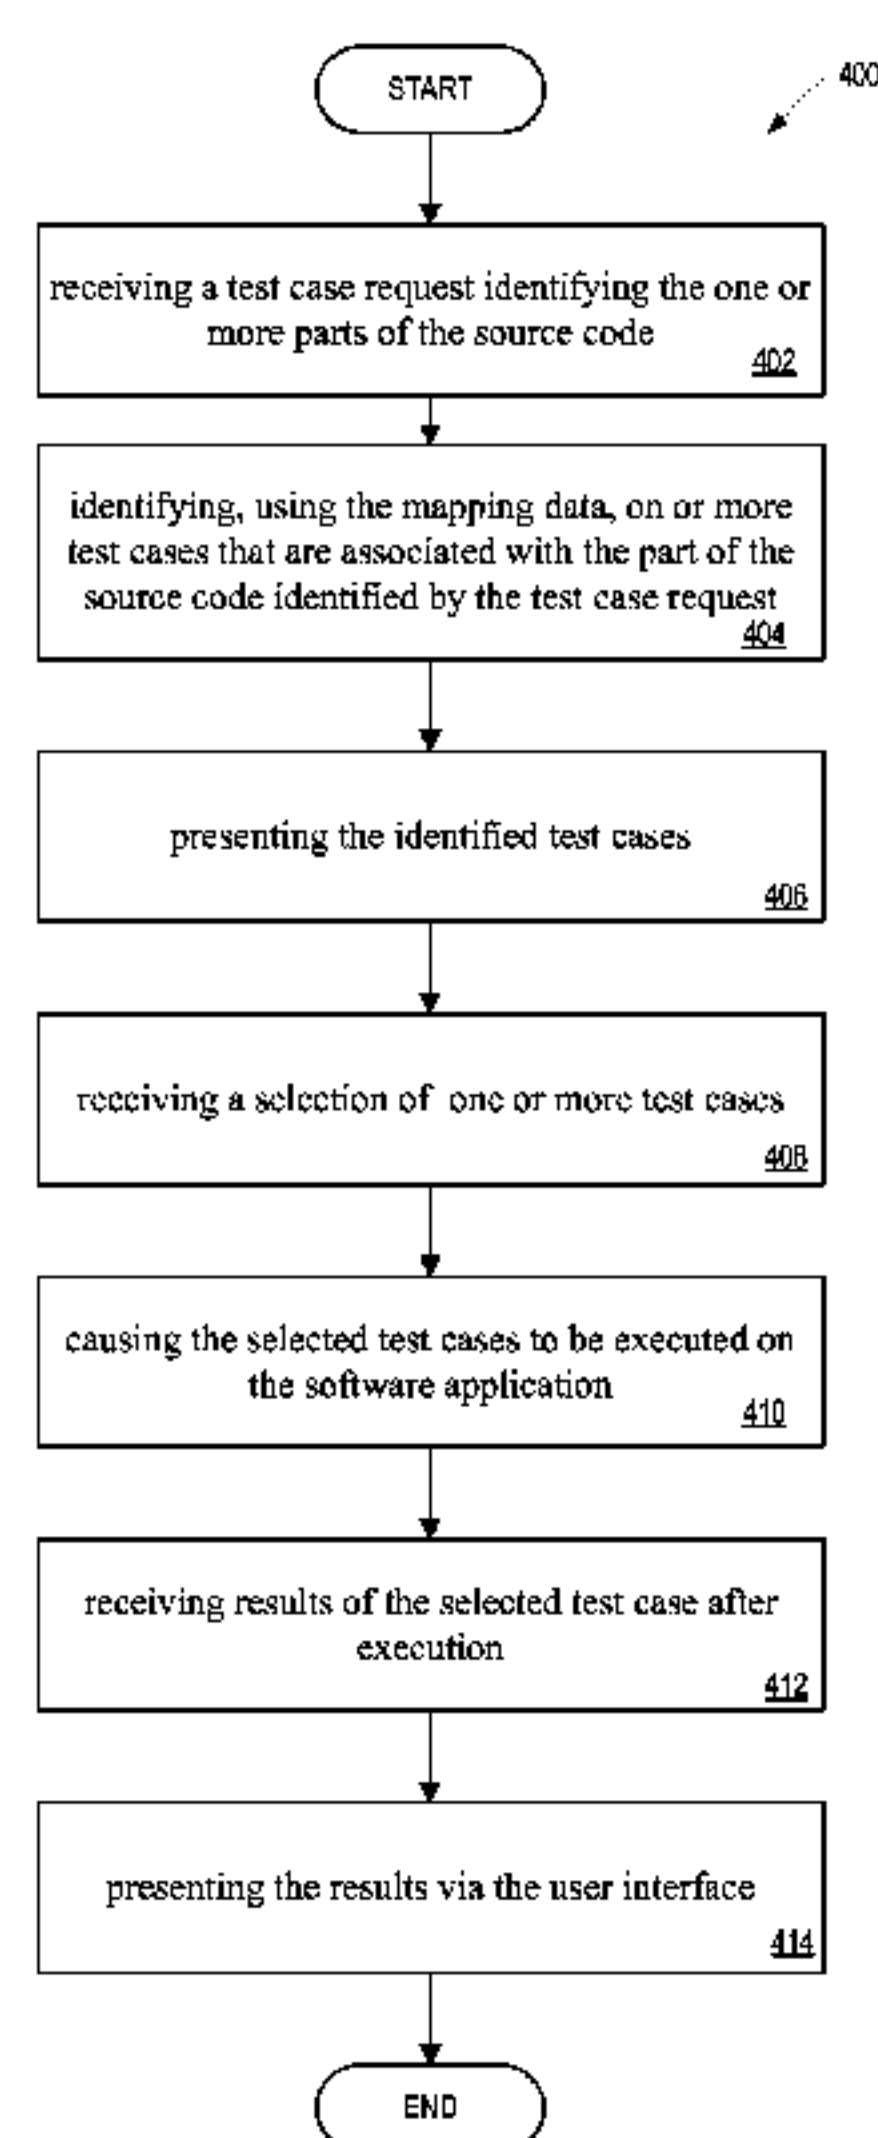 START
400
receiving a test case request identifying the one or
more parts of the source code
402
identifying, using the mapping data, on or more
test cases that are associated with the part of the
source code identified by the test case request
404
presenting the identified test cases
406
receiving a selection of one or more test cases
408
causing the selected test cases to be executed on
the software application
410
receiving results of the selected test case after
execution
412
presenting the results via the user interface
414
END